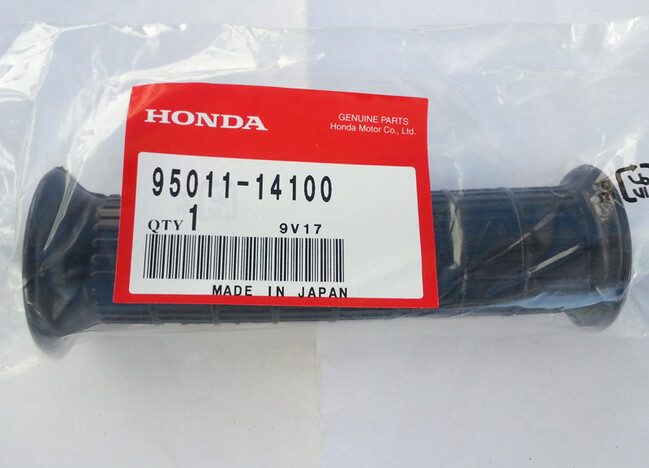 HONDA
GENUINE PARTS
Honda Motor Co., Ltd.
95011-14100
QTY 1 9V17
MADE IN JAPAN